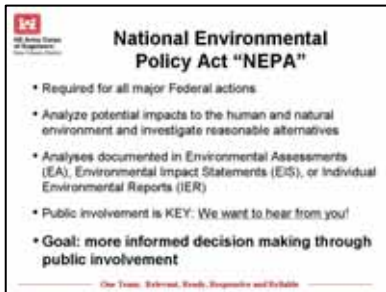 US Army Corps
of Engineers
National Environmental
Policy Act “NEPA”
• Required for all major Federal actions
• Analyze potential impacts to the human and natural
environment and investigate reasonable alternatives
• Analyses documented in Environmental Assessments
(EA), Environmental Impact Statements (EIS), or Individual
Environmental Reports (IER)
• Public involvement is KEY: We want to hear from you!
• Goal: more informed decision making through
public involvement
One Team: Relevant, Ready, Responsive and Reliable